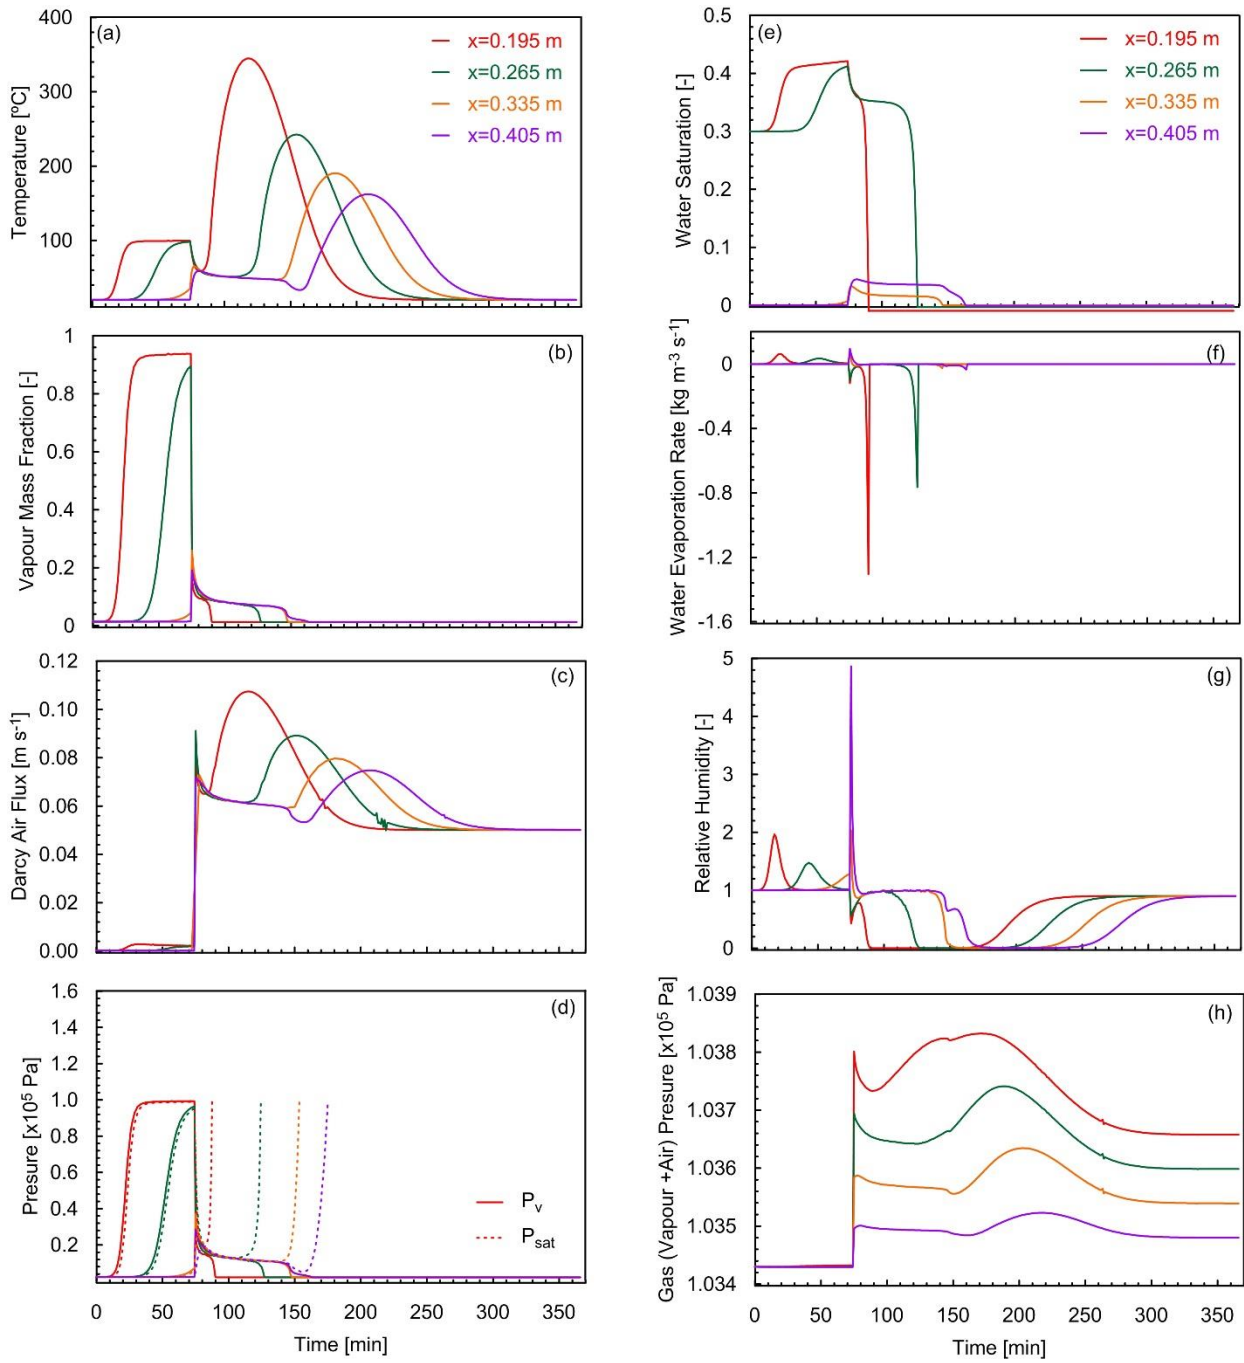 (a)
Temperature [ºC]
400
300
200
100
0
x=0.195 m
x=0.265 m
x=0.335 m
x=0.405 m
(b)
Vapour Mass Fraction [-]
1
0.8
0.6
0.4
0.2
0
(c)
Darcy Air Flux [m s-1]
0.12
0.10
0.08
0.06
0.04
0.02
0.00
(d)
Presure [x10⁵ Pa]
1.6
1.4
1.2
1.0
0.8
0.6
0.4
0.2
Pv
Psat
0 50 100 150 200 250 300 350
Time [min]
(e)
Water Saturation [-]
0.5
0.4
0.3
0.2
0.1
0
x=0.195 m
x=0.265 m
x=0.335 m
x=0.405 m
(f)
Water Evaporation Rate [kg m-3 s-1]
0
-0.4
-0.8
-1.2
-1.6
(g)
Relative Humidity [-]
5
4
3
2
1
0
(h)
Gas (Vapour +Air) Presure [x10⁵ Pa]
1.039
1.038
1.037
1.036
1.035
1.034
0 50 100 150 200 250 300 350
Time [min]